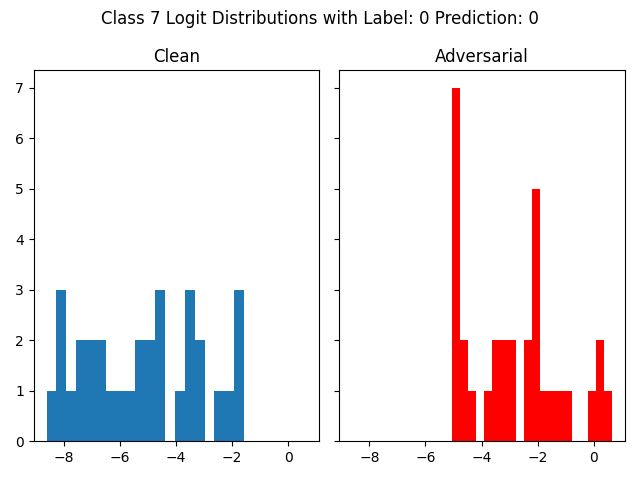 Class 7 Logit Distributions with Label: 0 Prediction: 0
Clean
Adversarial
7
6
5
4
3
2
1
0
−8 −6 −4 −2 0
−8 −6 −4 −2 0